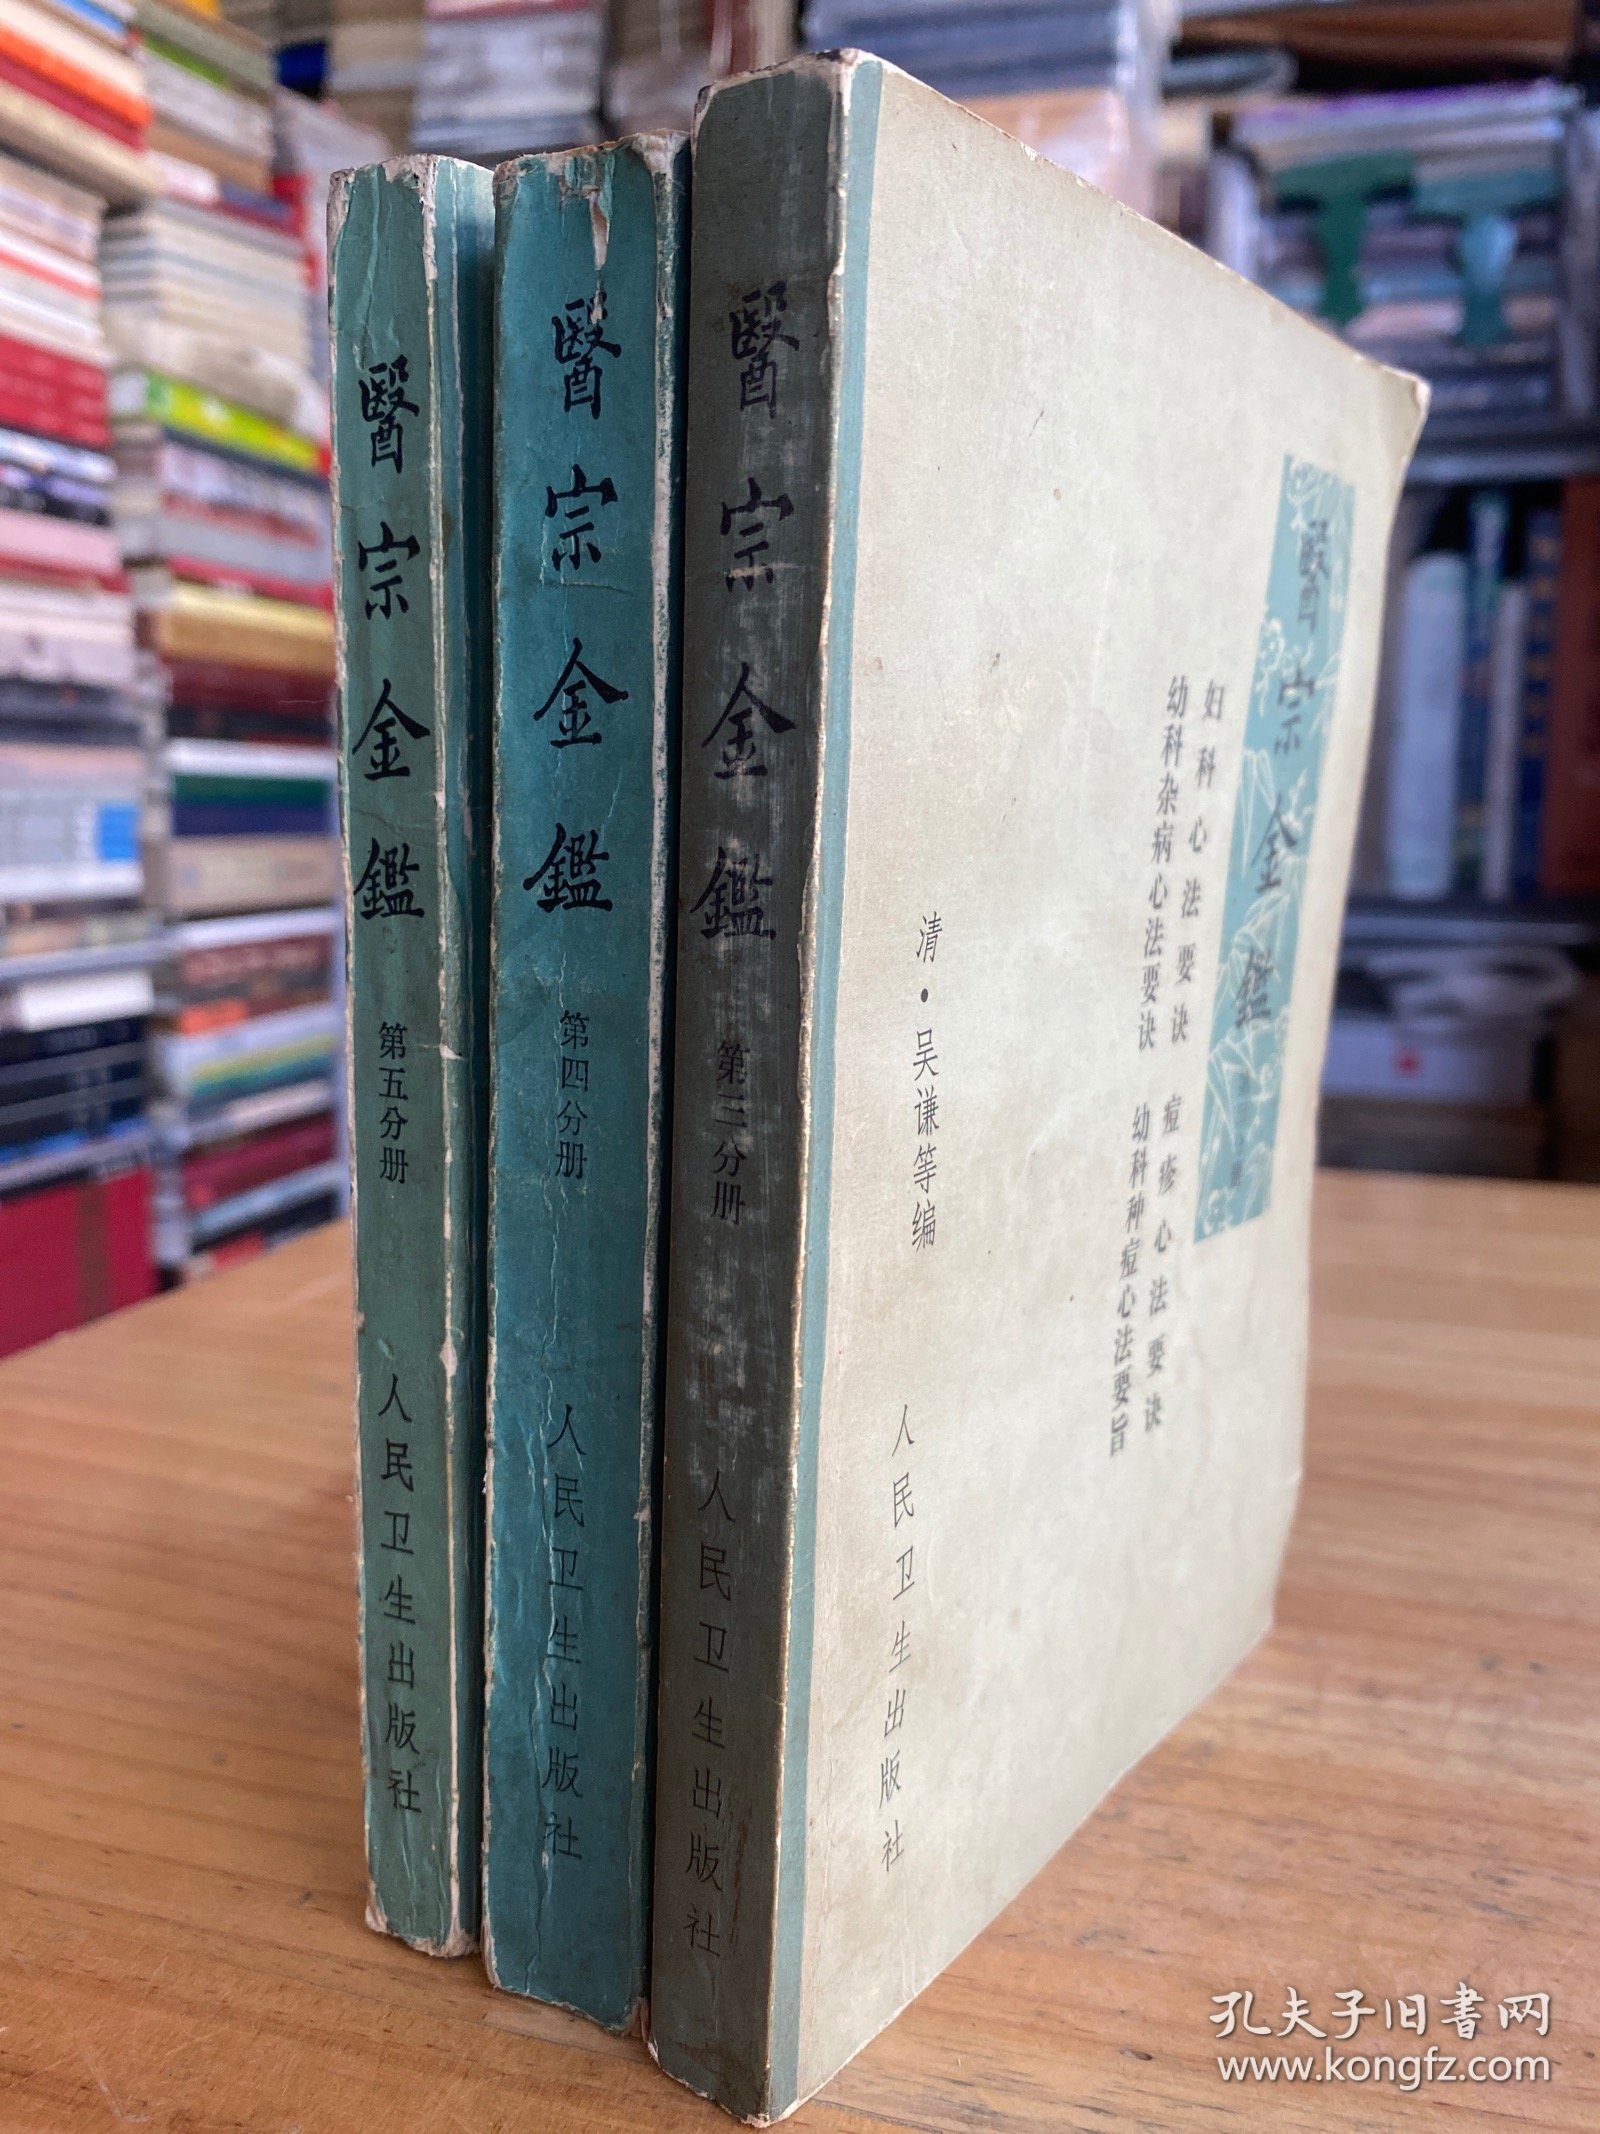 醫宗金鑑 第五分册 人民卫生出版社
醫宗金鑑 第四分册 人民卫生出版社
醫宗金鑑 第三分册 人民卫生出版社
醫宗金鑑
妇科心法要诀 痘疹心法要诀
幼科杂病心法要诀 幼科种痘心法要旨
清·吴谦等编
人民卫生出版社
孔夫子旧書网
www.kongfz.com